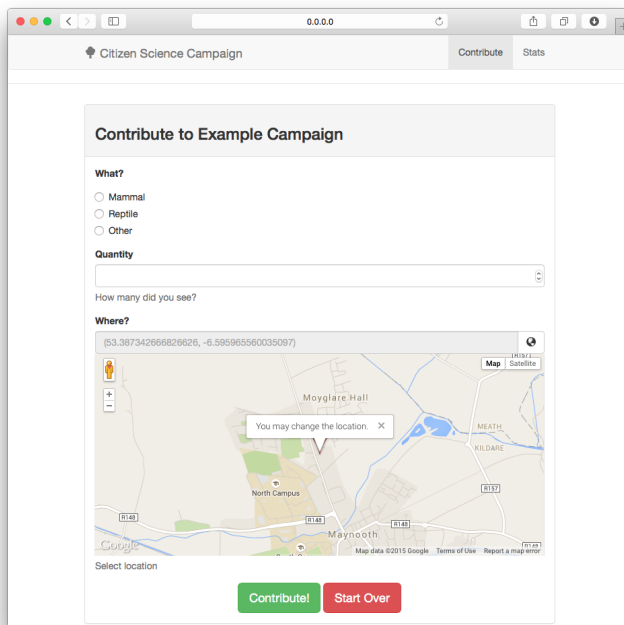 0.0.0.0
Citizen Science Campaign
Contribute
Stats
Contribute to Example Campaign
What?
Mammal
Reptile
Other
Quantity
How many did you see?
Where?
(53.387342666826626, -6.595965560035097)
Map
Satellite
R157
Moyglare Hall
You may change the location. ×
MEATH
KILDARE
North Campus
R157
R148
R148
R148
Maynooth
R148
Google
Map data ©2015 Google
Terms of Use
Report a map error
Select location
Contribute!
Start Over